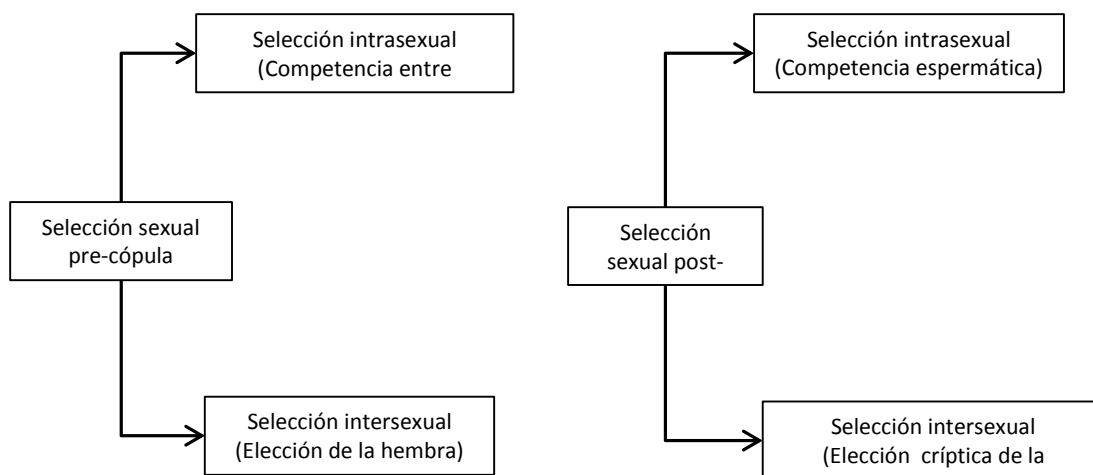 Selección intrasexual
(Competencia entre
Selección intrasexual
(Competencia espermática)
Selección sexual
pre-cópula
Selección
sexual post-
Selección intersexual
(Elección de la hembra)
Selección intersexual
(Elección críptica de la